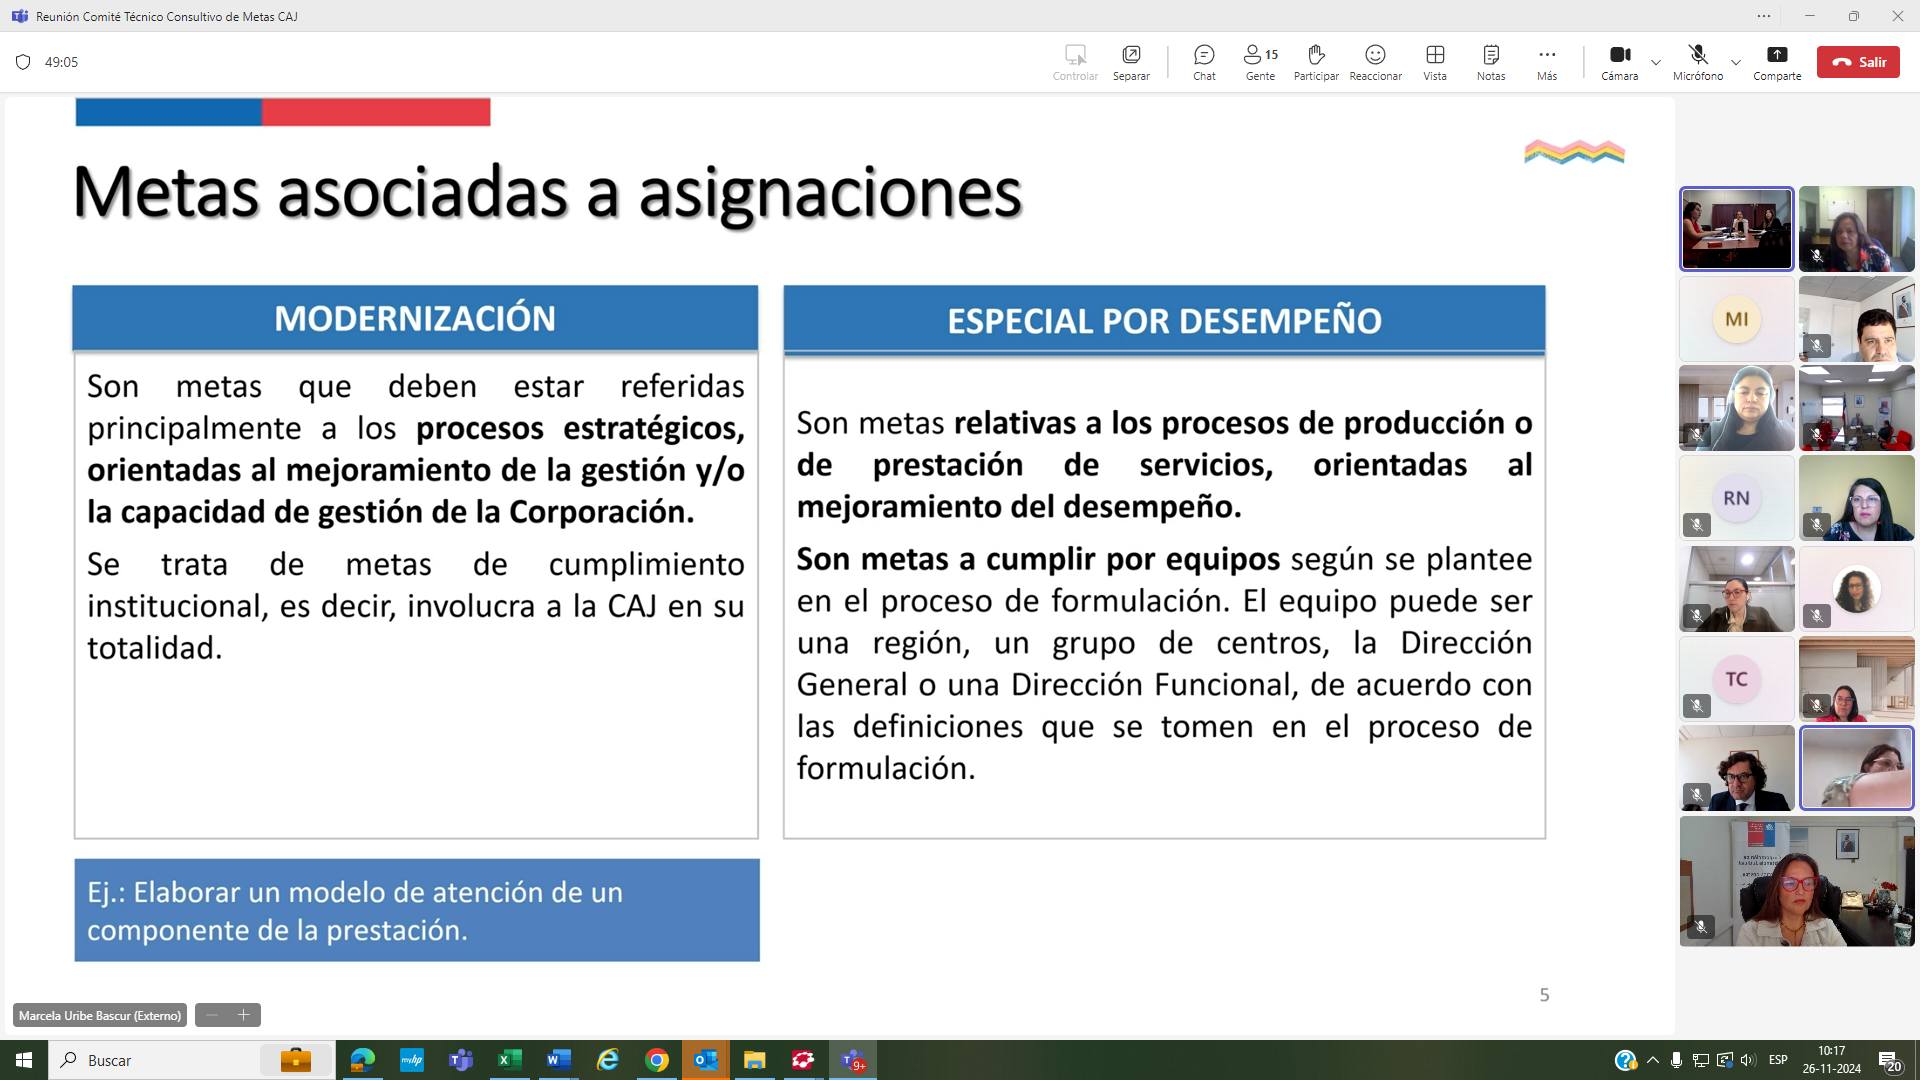 Reunión Comité Técnico Consultivo de Metas CAJ
49:05
Controlar
Separar
Chat
15
Gente
Participar
Reaccionar
Vista
Notas
Más
Cámara
Micrófono
Comparte
Salir
Metas asociadas a asignaciones
MODERNIZACIÓN
Son metas que deben estar referidas
principalmente a los procesos estratégicos,
orientadas al mejoramiento de la gestión y/o
la capacidad de gestión de la Corporación.
Se trata de metas de cumplimiento
institucional, es decir, involucra a la CAJ en su
totalidad.
Ej.: Elaborar un modelo de atención de un
componente de la prestación.
ESPECIAL POR DESEMPEÑO
Son metas relativas a los procesos de producción o
de prestación de servicios, orientadas al
mejoramiento del desempeño.
Son metas a cumplir por equipos según se plantee
en el proceso de formulación. El equipo puede ser
una región, un grupo de centros, la Dirección
General o una Dirección Funcional, de acuerdo con
las definiciones que se tomen en el proceso de
formulación.
5
MI
RN
TC
Marcela Uribe Bascur (Externo)
Buscar
myhp
9+
ESP
10:17
26-11-2024
20